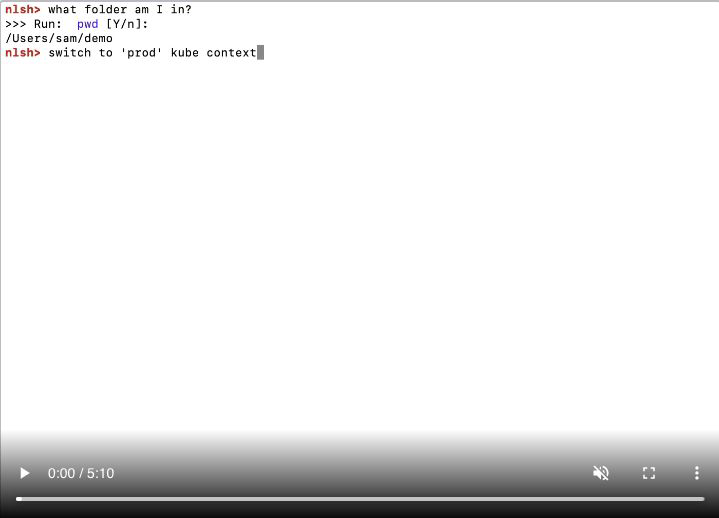 nlsh> what folder am I in?
>>> Run:  pwd [Y/n]:
/Users/sam/demo
nlsh> switch to 'prod' kube context
0:00 / 5:10